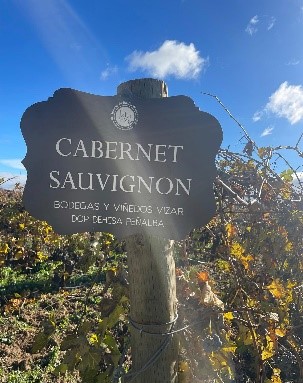 CABERNET
SAUVIGNON
BODEGAS Y VIÑEDOS VIZAR
DOP DEHESA PEÑALBA